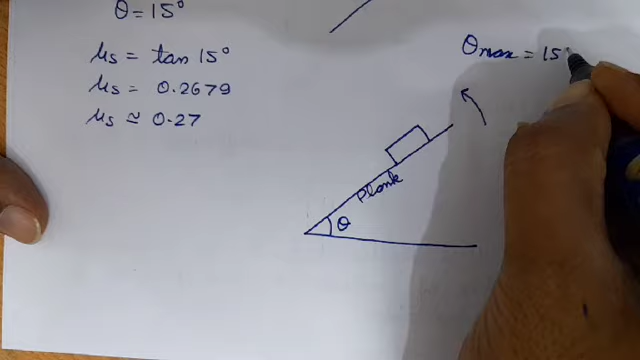 θ = 15°
μs = tan 15°
μs = 0.2679
μs ≃ 0.27
θmax = 15°
Plank
θ